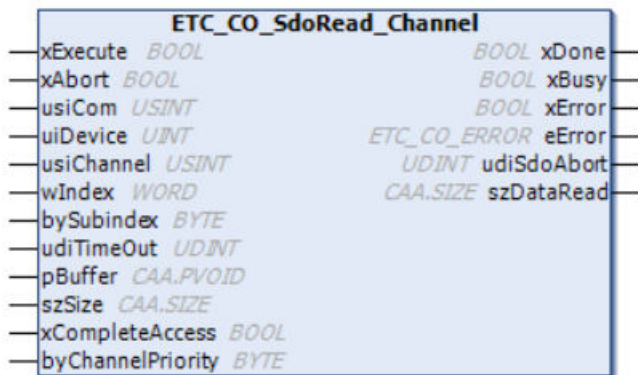 ETC_CO_SdoRead_Channel
xExecute BOOL BOOL xDone
xAbort BOOL BOOL xBusy
usiCom USINT BOOL xError
uiDevice UINT ETC_CO_ERROR eError
usiChannel USINT UDINT udiSdoAbort
wIndex WORD CAA.SIZE szDataRead
bySubindex BYTE
udiTimeOut UDINT
pBuffer CAA.PVOID
szSize CAA.SIZE
xCompleteAccess BOOL
byChannelPriority BYTE